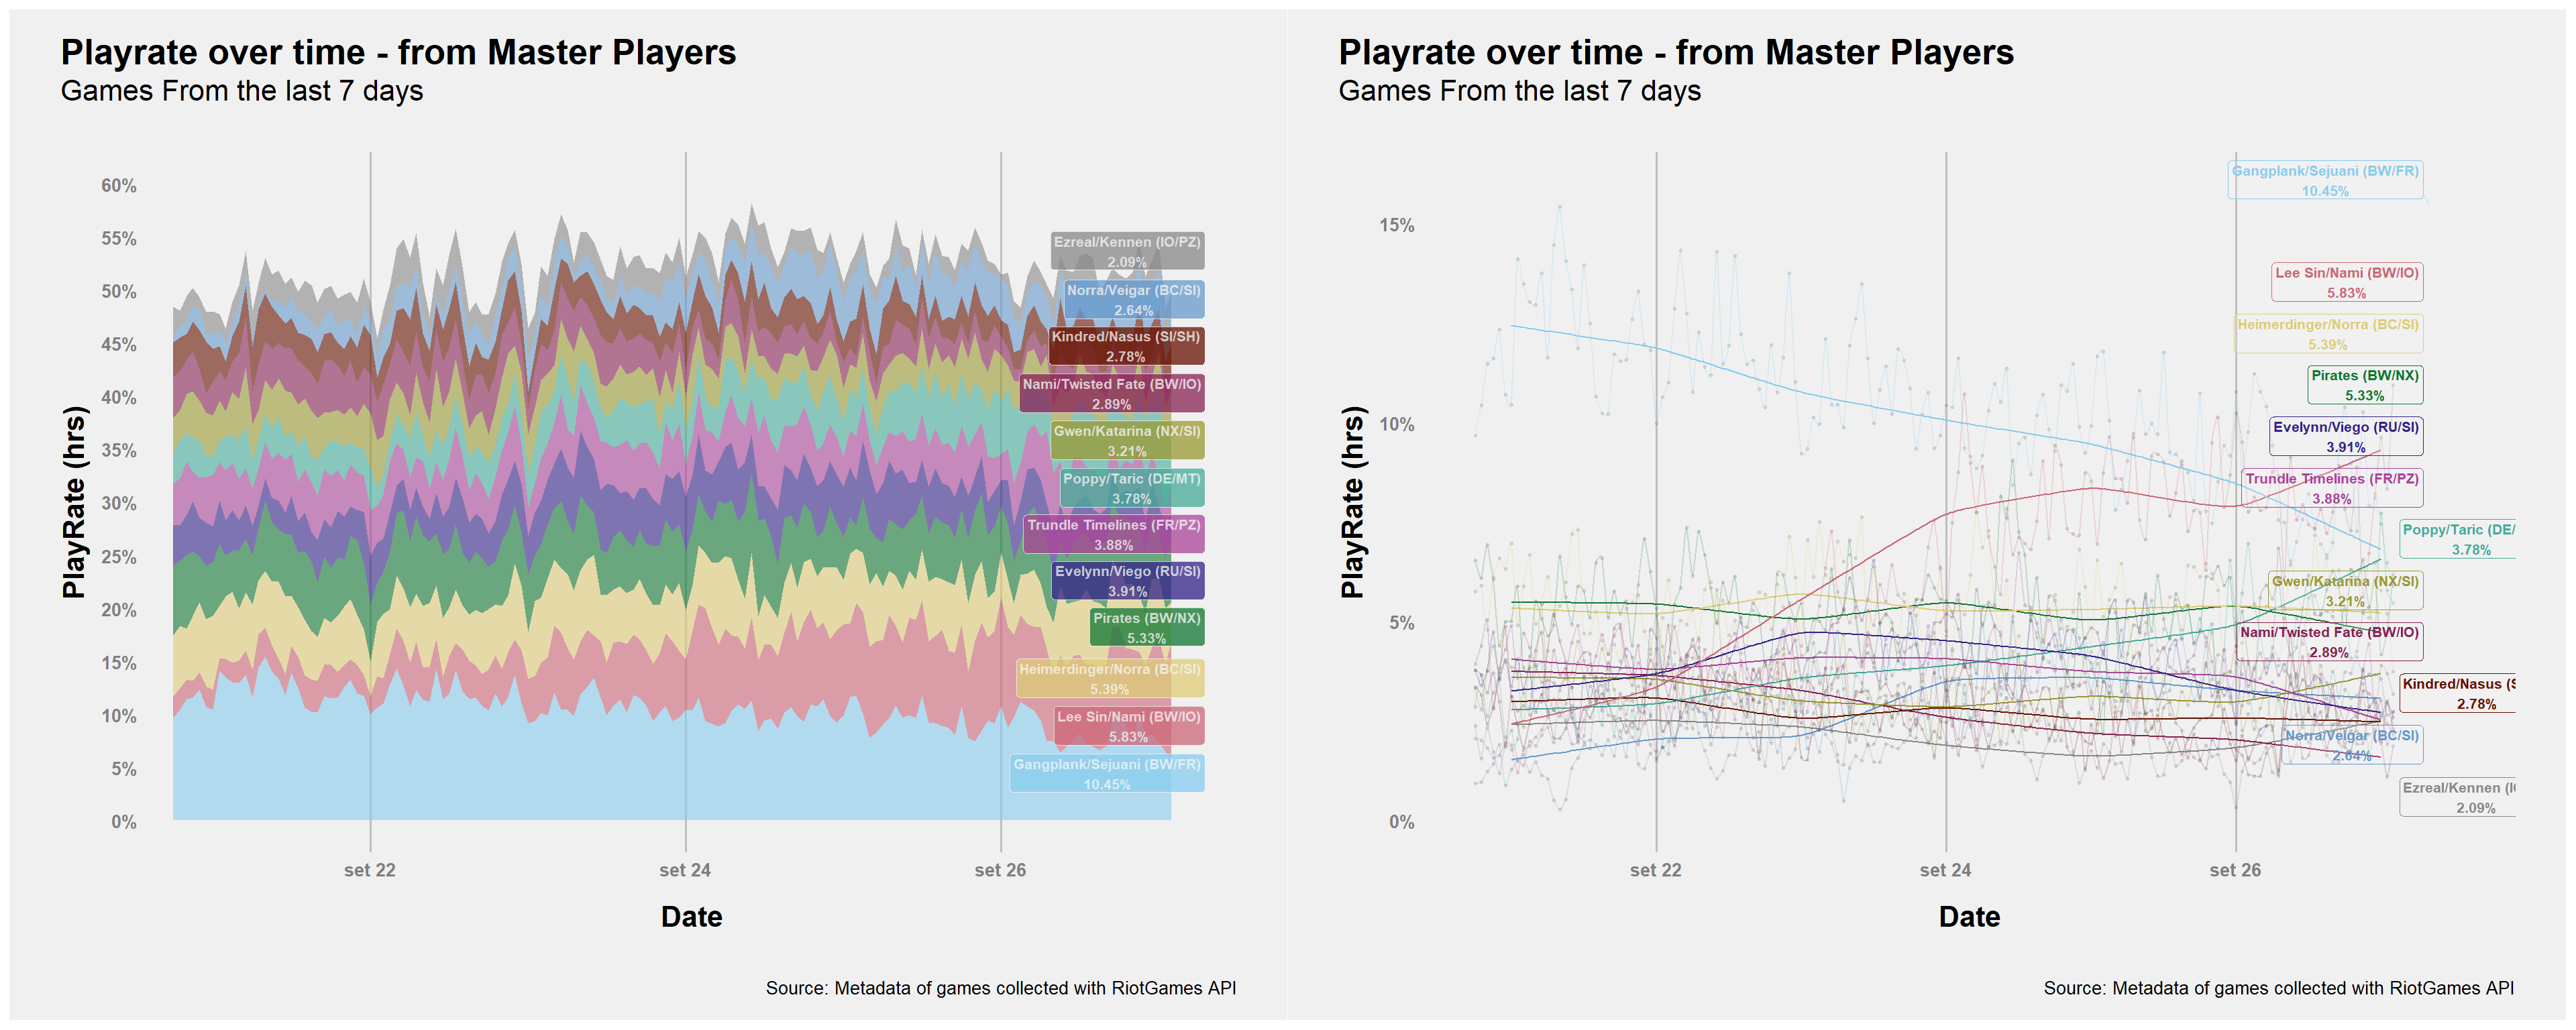 Playrate over time - from Master Players
Games From the last 7 days
PlayRate (hrs)
60%
55%
50%
45%
40%
35%
30%
25%
20%
15%
10%
5%
0%
Ezreal/Kennen (IO/PZ)
2.09%
Norra/Veigar (BC/SI)
2.64%
Kindred/Nasus (SI/SH)
2.78%
Nami/Twisted Fate (BW/IO)
2.89%
Gwen/Katarina (NX/SI)
3.21%
Poppy/Taric (DE/MT)
3.78%
Trundle Timelines (FR/PZ)
3.88%
Evelynn/Viego (RU/SI)
3.91%
Pirates (BW/NX)
5.33%
Heimerdinger/Norra (BC/SI)
5.39%
Lee Sin/Nami (BW/IO)
5.83%
Gangplank/Sejuani (BW/FR)
10.45%
set 22
set 24
set 26
Date
Source: Metadata of games collected with RiotGames API
Playrate over time - from Master Players
Games From the last 7 days
PlayRate (hrs)
15%
10%
5%
0%
Gangplank/Sejuani (BW/FR)
10.45%
Lee Sin/Nami (BW/IO)
5.83%
Heimerdinger/Norra (BC/SI)
5.39%
Pirates (BW/NX)
5.33%
Evelynn/Viego (RU/SI)
3.91%
Trundle Timelines (FR/PZ)
3.88%
Poppy/Taric (DE/
3.78%
Gwen/Katarina (NX/SI)
3.21%
Nami/Twisted Fate (BW/IO)
2.89%
Kindred/Nasus (S
2.78%
Norra/Veigar (BC/SI)
2.64%
Ezreal/Kennen (I
2.09%
set 22
set 24
set 26
Date
Source: Metadata of games collected with RiotGames API